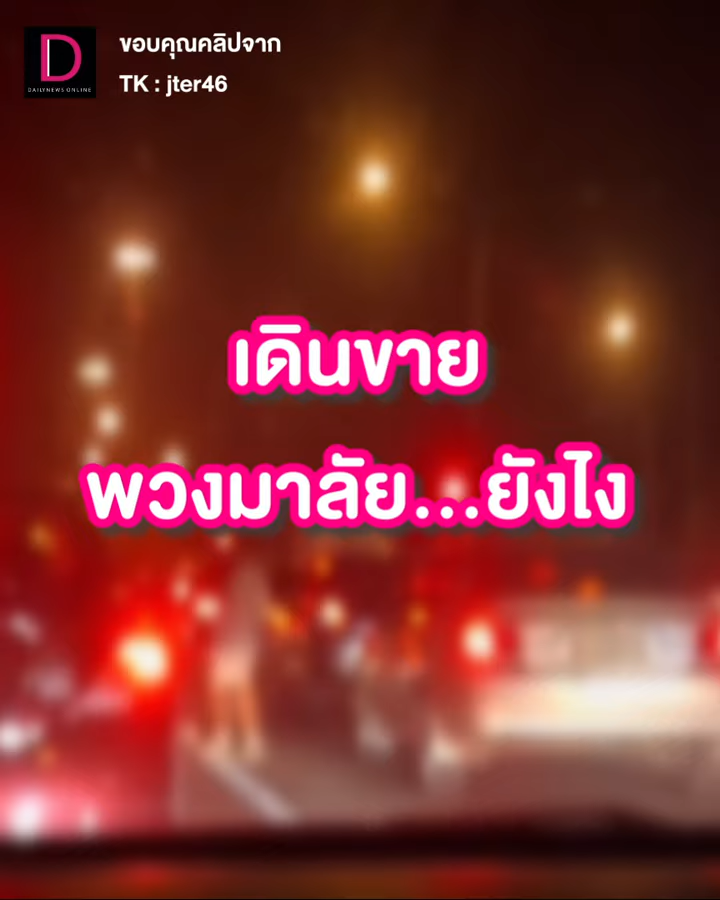 D
DAILYNEWS ONLINE
ขอบคุณคลิปจาก
TK : jter46
เดินขาย
พวงมาลัย...ยังไง